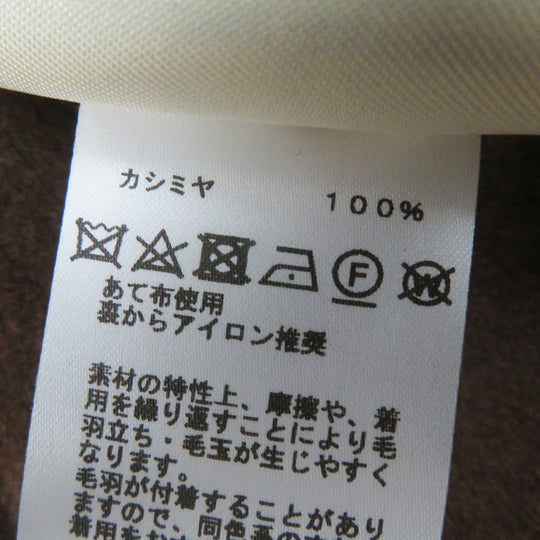 カシミヤ 100%
F W
あて布使用
裏からアイロン推奨
素材の特性上、摩擦や、着
用を繰り返すことにより毛
羽立ち・毛玉が生じやすく
なります。
毛羽が付着することがあり
ますので、同色系の
着用をお